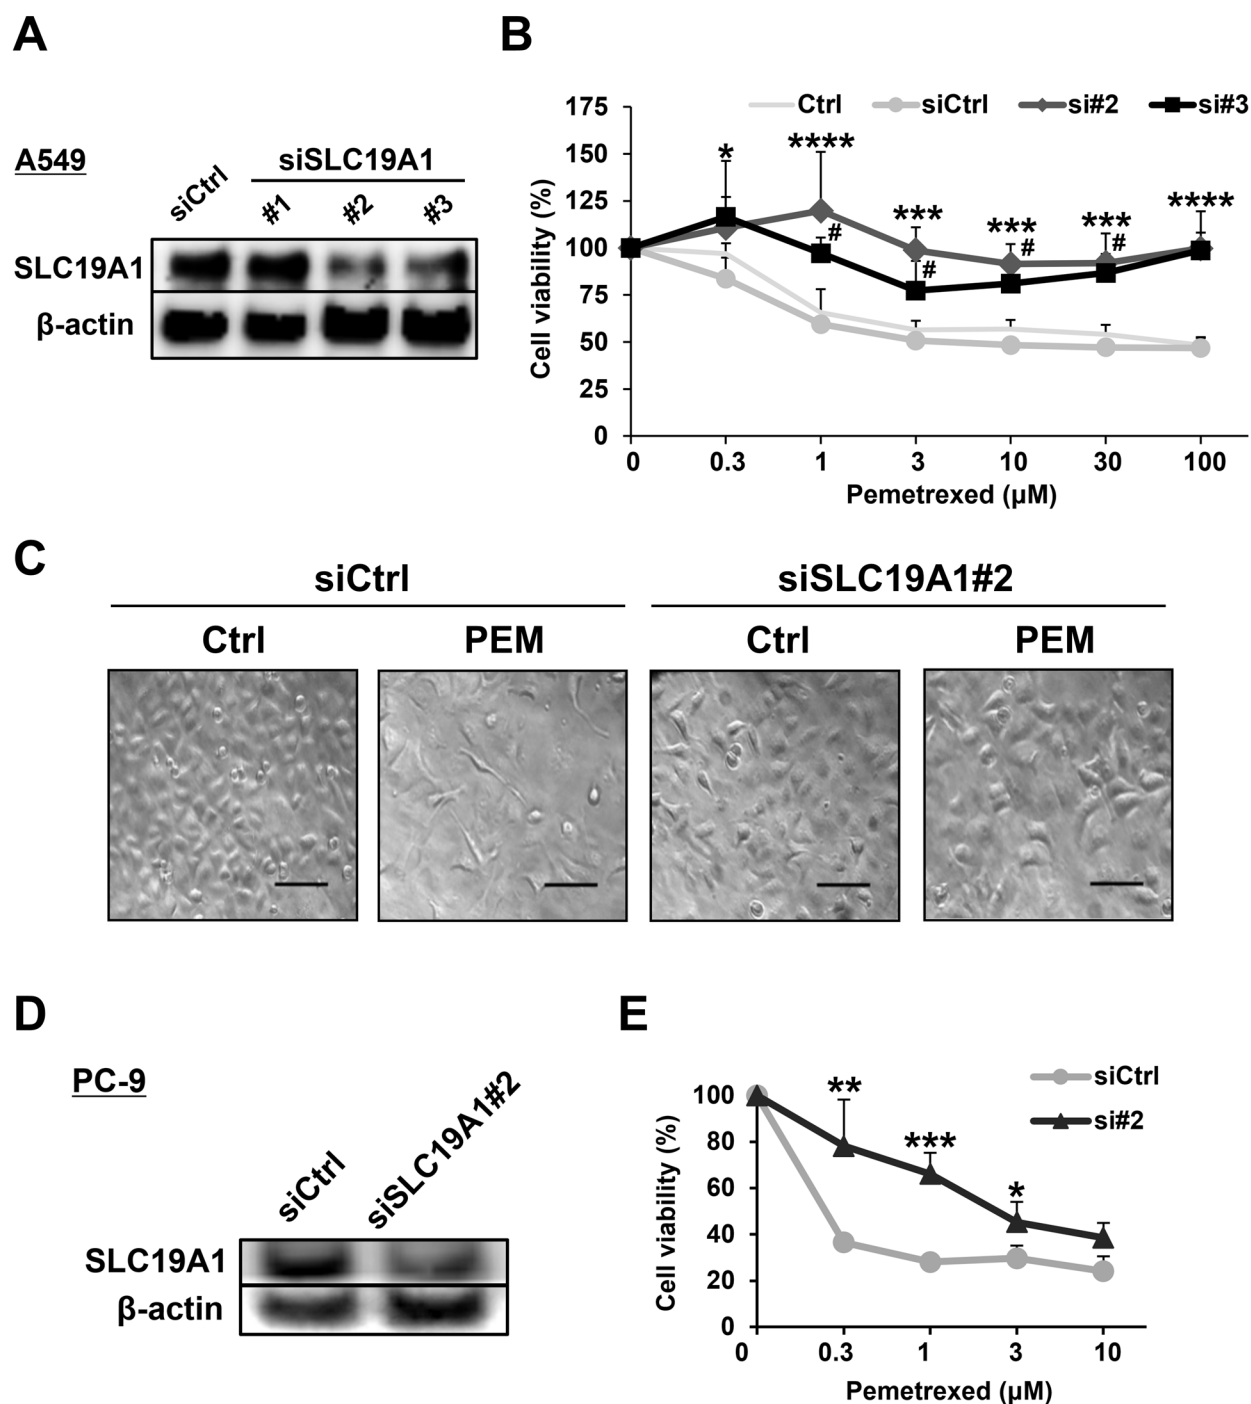 A
A549
siCtrl
siSLC19A1
#1
#2
#3
SLC19A1
β-actin
B
Ctrl
siCtrl
si#2
si#3
Cell viability (%)
175
150
125
100
75
50
25
0
*
****
***
***
***
****
#
#
#
#
0
0.3
1
3
10
30
100
Pemetrexed (µM)
C
siCtrl
siSLC19A1#2
Ctrl
PEM
Ctrl
PEM
D
PC-9
siCtrl
siSLC19A1#2
SLC19A1
β-actin
E
siCtrl
si#2
Cell viability (%)
100
80
60
40
20
0
**
***
*
0
0.3
1
3
10
Pemetrexed (µM)